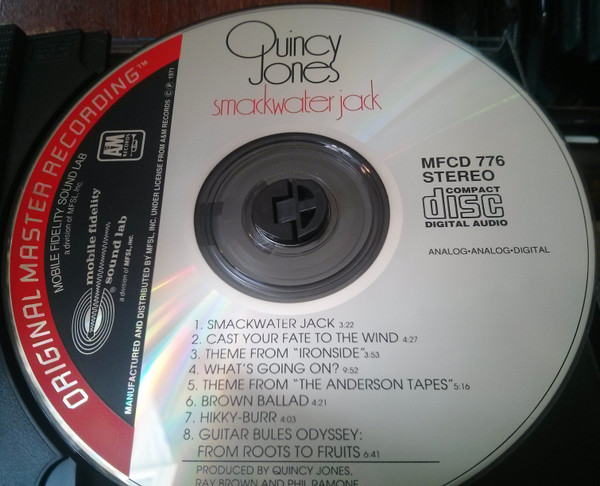 Quincy
Jones
smackwater jack
ORIGINAL MASTER RECORDING™
MOBILE FIDELITY SOUND LAB
a division of MFSL, INC.
mobile fidelity
sound lab
®
a division of MFSL, INC.
A&M
RECORDS
MANUFACTURED AND DISTRIBUTED BY MFSL, INC. UNDER LICENSE FROM A&M RECORDS © ℗ 1971
MFCD 776
STEREO
COMPACT
disc
DIGITAL AUDIO
ANALOG•ANALOG•DIGITAL
1. SMACKWATER JACK 3:22
2. CAST YOUR FATE TO THE WIND 4:27
3. THEME FROM "IRONSIDE" 3:53
4. WHAT'S GOING ON? 9:52
5. THEME FROM "THE ANDERSON TAPES" 5:16
6. BROWN BALLAD 4:21
7. HIKKY-BURR 4:03
8. GUITAR BULES ODYSSEY:
FROM ROOTS TO FRUITS 6:41
PRODUCED BY QUINCY JONES,
RAY BROWN AND PHIL RAMONE